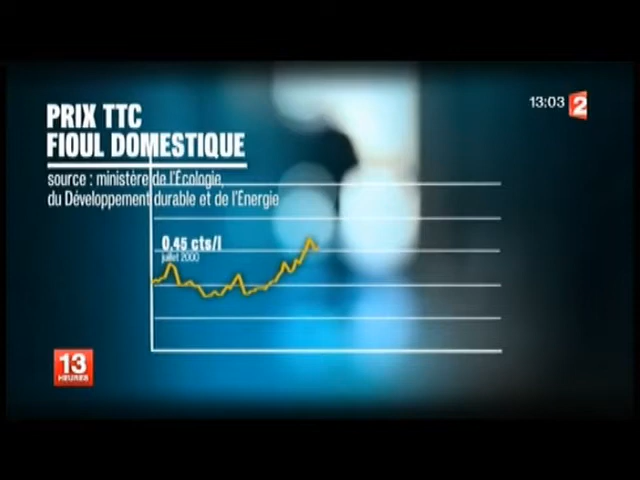 PRIX TTC
FIOUL DOMESTIQUE
source : ministère de l'Écologie,
du Développement durable et de l'Énergie
13:03 2
0,45 cts/l
juillet 2000
13
HEURES